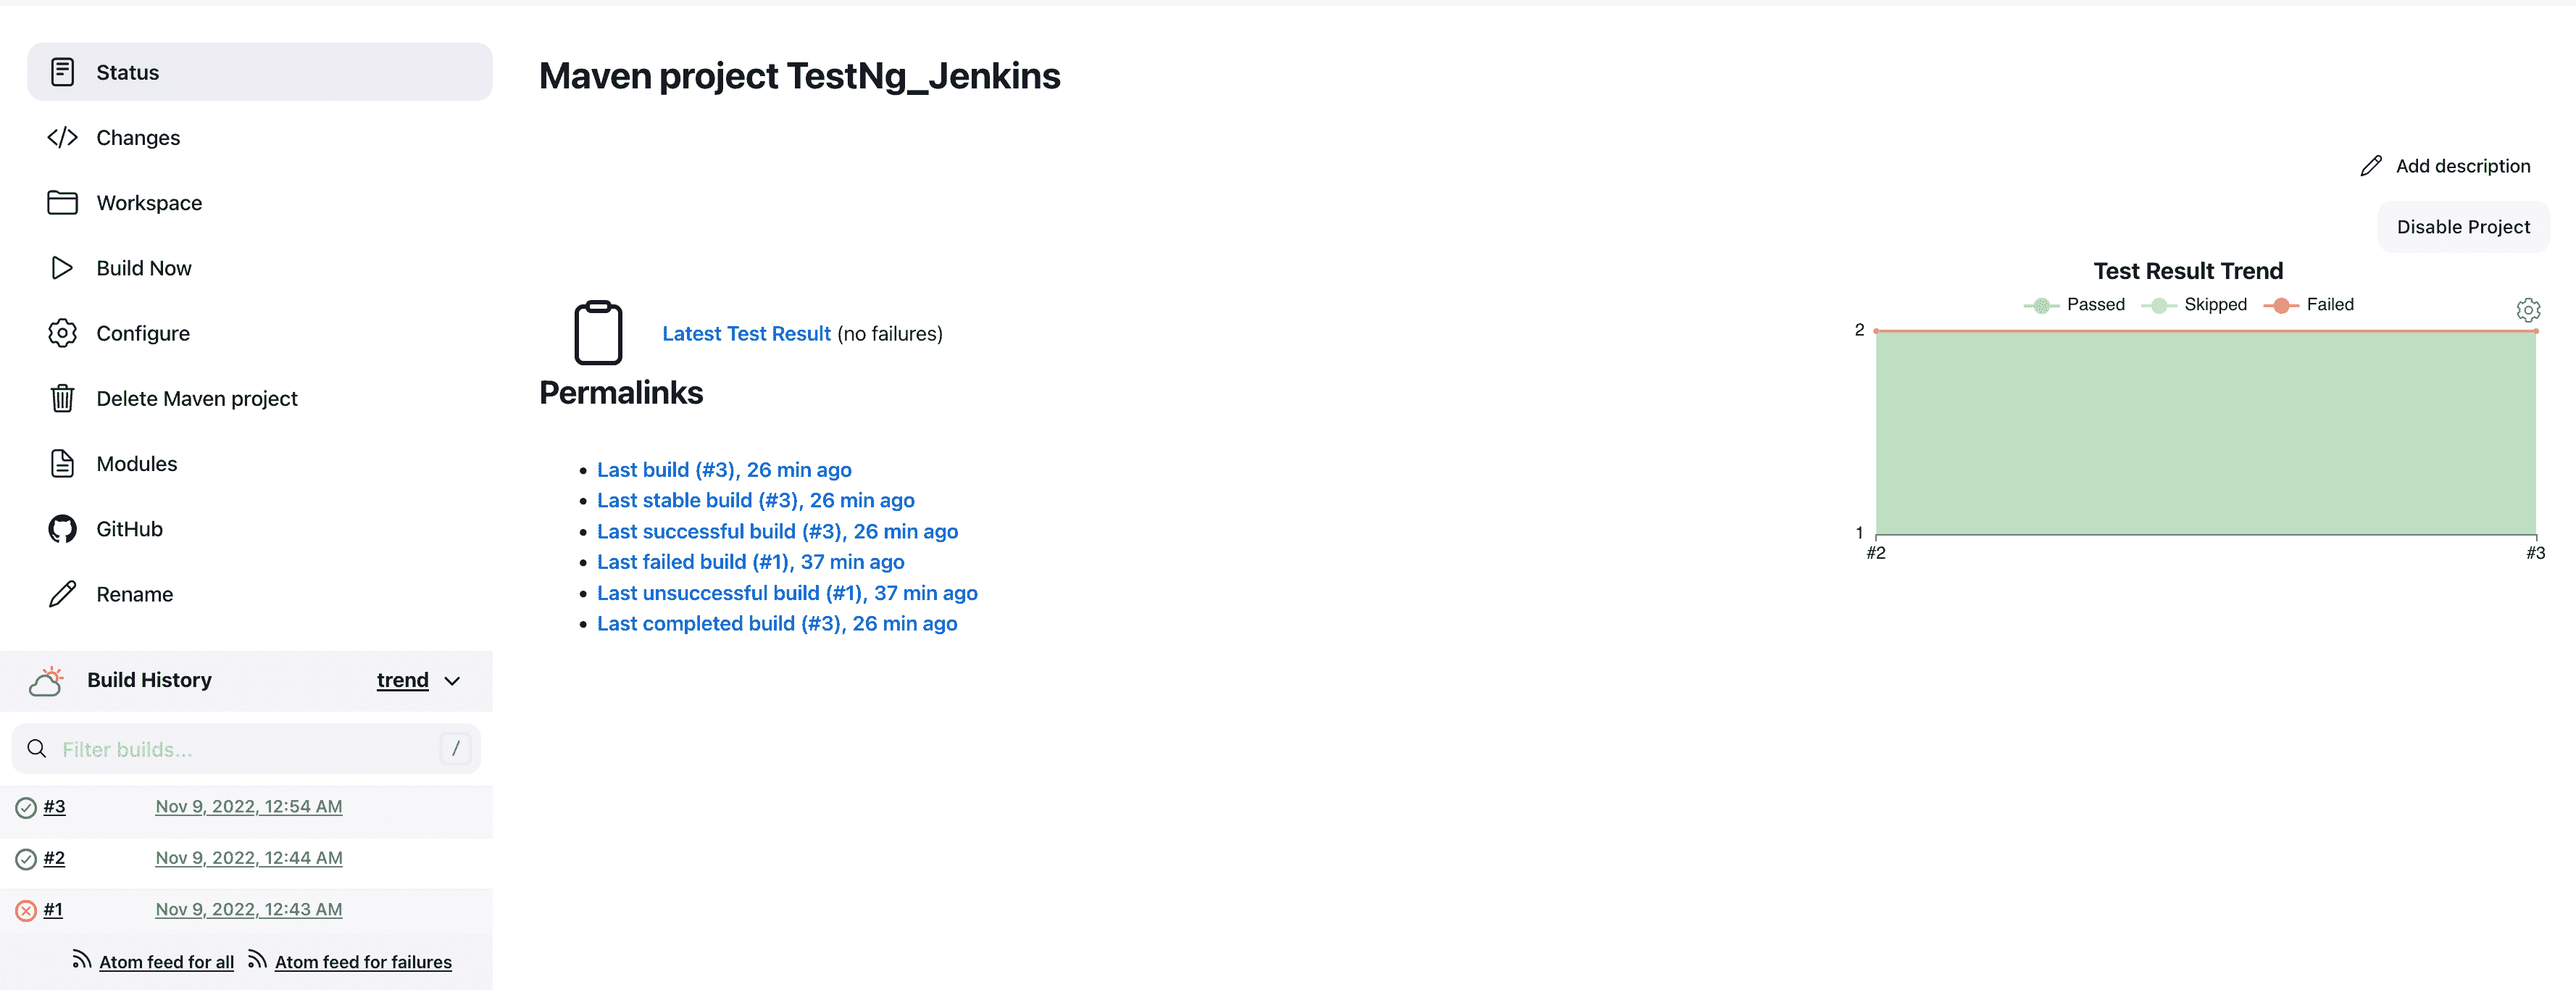 Status
Changes
Workspace
Build Now
Configure
Delete Maven project
Modules
GitHub
Rename
Build History trend
Filter builds... /
#3 Nov 9, 2022, 12:54 AM
#2 Nov 9, 2022, 12:44 AM
#1 Nov 9, 2022, 12:43 AM
Atom feed for all Atom feed for failures
Maven project TestNg_Jenkins
Add description
Disable Project
Latest Test Result (no failures)
Permalinks
Last build (#3), 26 min ago
Last stable build (#3), 26 min ago
Last successful build (#3), 26 min ago
Last failed build (#1), 37 min ago
Last unsuccessful build (#1), 37 min ago
Last completed build (#3), 26 min ago
Test Result Trend
Passed Skipped Failed
2
1
#2 #3